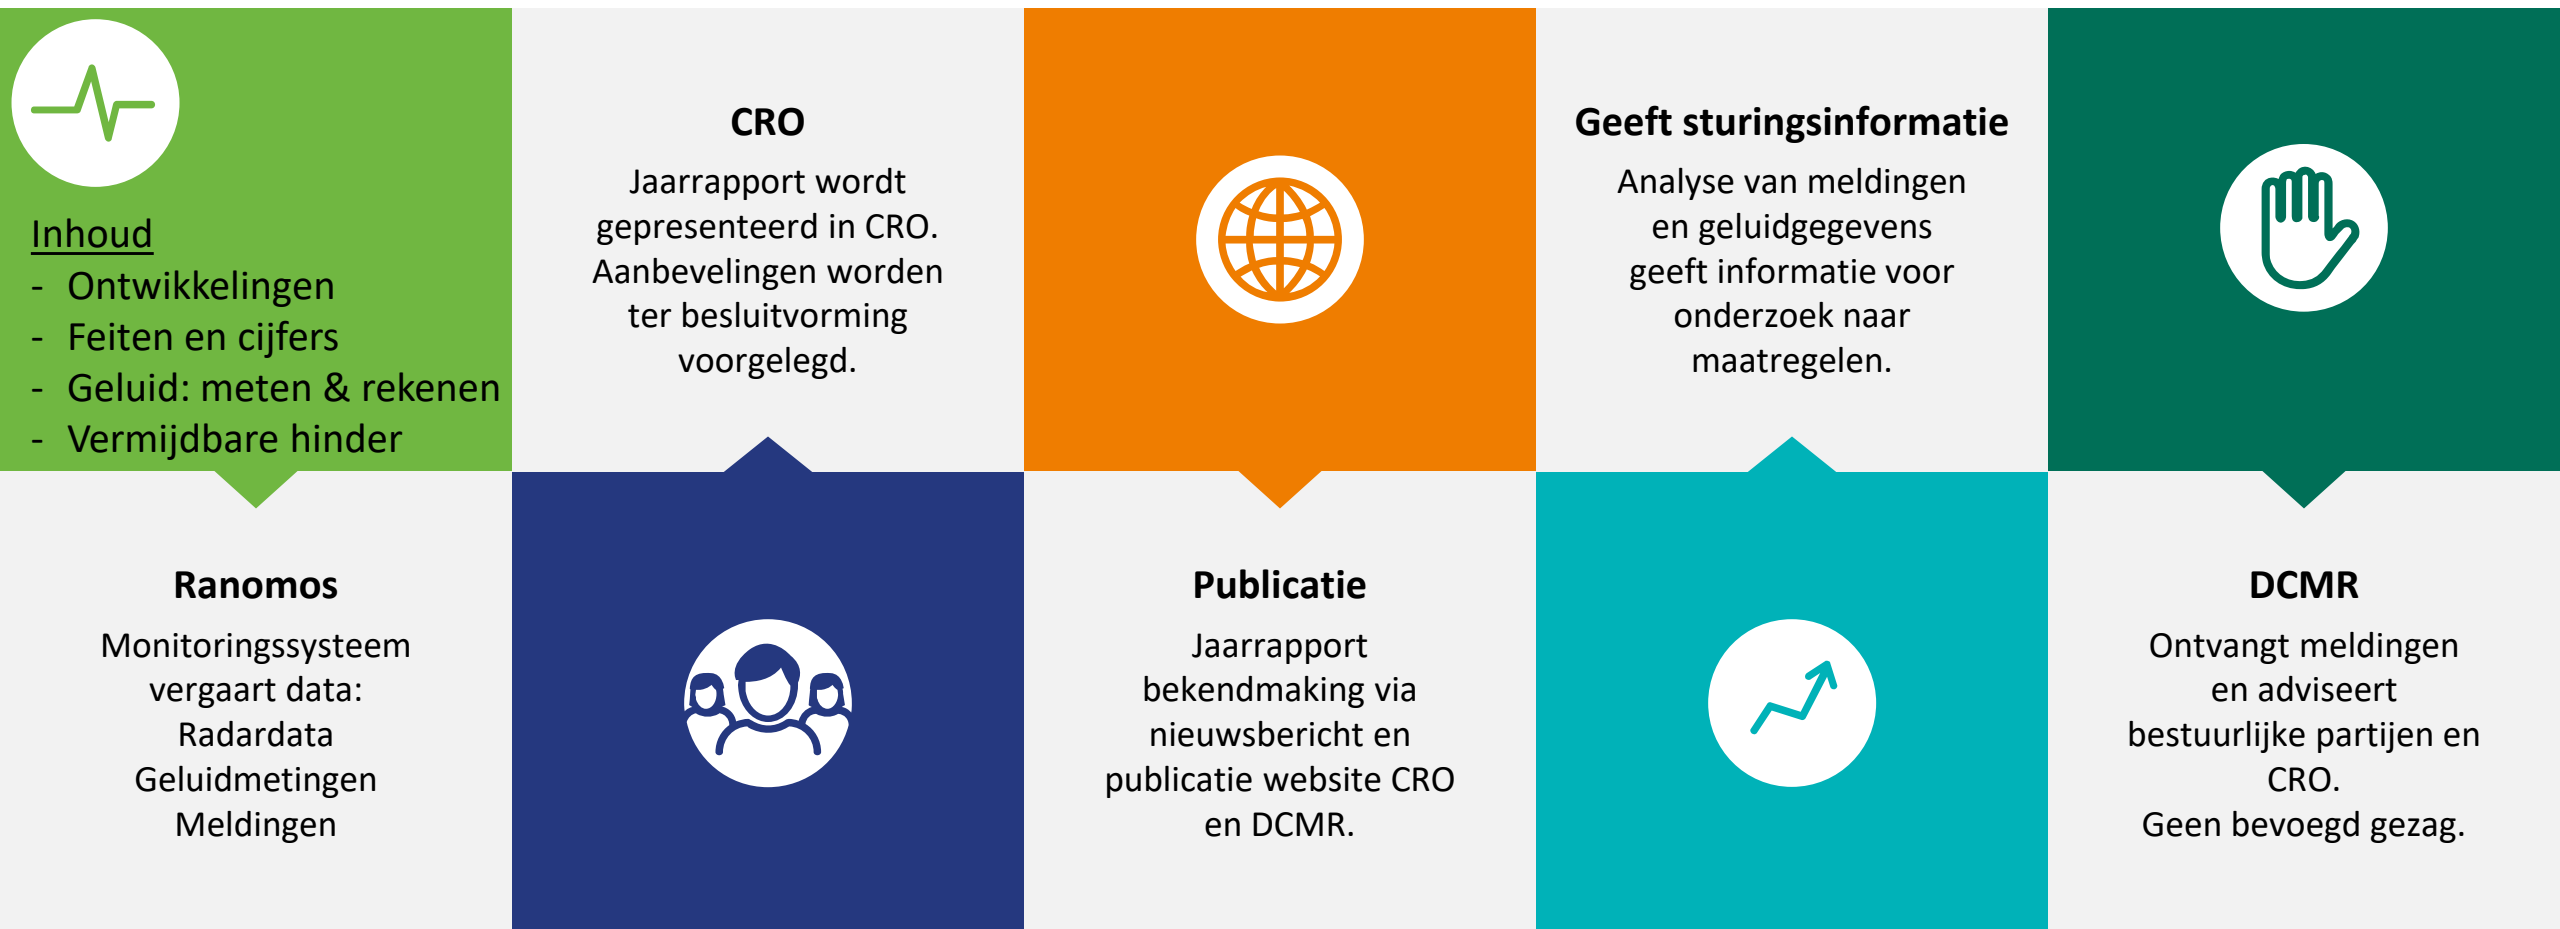 Inhoud
- Ontwikkelingen
- Feiten en cijfers
- Geluid: meten & rekenen
- Vermijdbare hinder
Ranomos
Monitoringssysteem
vergaart data:
Radardata
Geluidmetingen
Meldingen
CRO
Jaarrapport wordt
gepresenteerd in CRO.
Aanbevelingen worden
ter besluitvorming
voorgelegd.
Publicatie
Jaarrapport
bekendmaking via
nieuwsbericht en
publicatie website CRO
en DCMR.
Geeft sturingsinformatie
Analyse van meldingen
en geluidgegevens
geeft informatie voor
onderzoek naar
maatregelen.
DCMR
Ontvangt meldingen
en adviseert
bestuurlijke partijen en
CRO.
Geen bevoegd gezag.